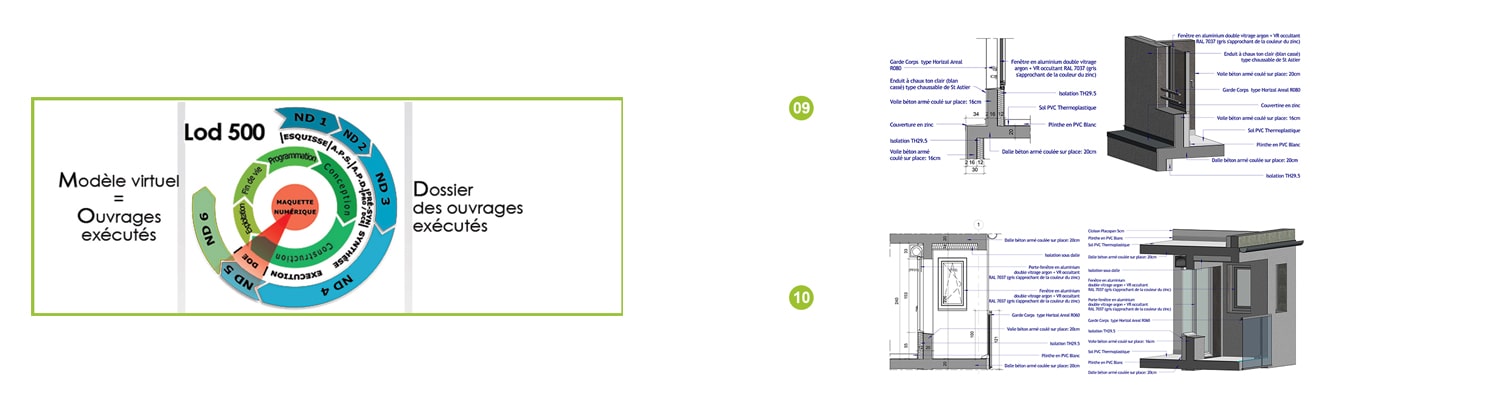 Modèle virtuel
=
Ouvrages
exécutés
Lod 500
ND 1
ND 2
ND 3
ND 4
ND 5
ND 6
ESQUISSE
A.P.S.
A.P.D.
PRÉ-SYN
PRO / DCE
SYNTHÈSE
EXECUTION
DOE
Programmation
Conception
Construction
Exploitation
Fin de vie
MAQUETTE
NUMÉRIQUE
Dossier
des ouvrages
exécutés
09
Garde Corps type Horizal Areal
R080
Enduit à chaux ton clair (blan
cassé) type chaussable de St Astier
Voile béton armé coulé sur place: 16cm
34
2 16 12
Couverture en zinc
Isolation TH29.5
Voile béton armé
coulé sur place: 16cm
2 16 12
30
20
Fenêtre en aluminium double vitrage
argon + VR occultant RAL 7037 (gris
s'approchant de la couleur du zinc)
Isolation TH29.5
Sol PVC Thermoplastique
Plinthe en PVC Blanc
Dalle béton armé coulée sur place: 20cm
Fenêtre en aluminium double vitrage argon + VR occultant
RAL 7037 (gris s'approchant de la couleur du zinc)
Enduit à chaux ton clair (blan cassé)
type chaussable de St Astier
Voile béton armé coulé sur place: 20cm
Garde Corps type Horizal Areal R080
Couvertine en zinc
Voile béton armé coulé sur place: 16cm
Sol PVC Thermoplastique
Plinthe en PVC Blanc
Dalle béton armé coulée sur place: 20cm
Isolation TH29.5
10
1
Dalle béton armé coulée sur place: 20cm
Isolation sous dalle
Porte-fenêtre en aluminium
double vitrage argon + VR occultant
RAL 7037 (gris s'approchant de la couleur du zinc)
Fenêtre en aluminium
double vitrage argon + VR occultant
RAL 7037 (gris s'approchant de la couleur du zinc)
Garde Corps type Horizal Areal R080
Voile béton armé coulé sur place: 20cm
Isolation TH29.5
Plinthe en PVC Blanc
Dalle béton armé coulée sur place: 20cm
240
100
121
20
Cloison Placopan 5cm
Plinthe en PVC Blanc
Sol PVC Thermoplastique
Dalle béton armé coulée sur place: 20cm
Isolation sous dalle
Fenêtre en aluminium
double vitrage argon + VR occultant
RAL 7037 (gris s'approchant de la couleur du zinc)
Porte-fenêtre en aluminium
double vitrage argon + VR occultant
RAL 7037 (gris s'approchant de la couleur du zinc)
Garde Corps type Horizal Areal R080
Isolation TH29.5
Voile béton armé coulé sur place: 16cm
Sol PVC Thermoplastique
Plinthe en PVC Blanc
Dalle béton armé coulée sur place: 20cm